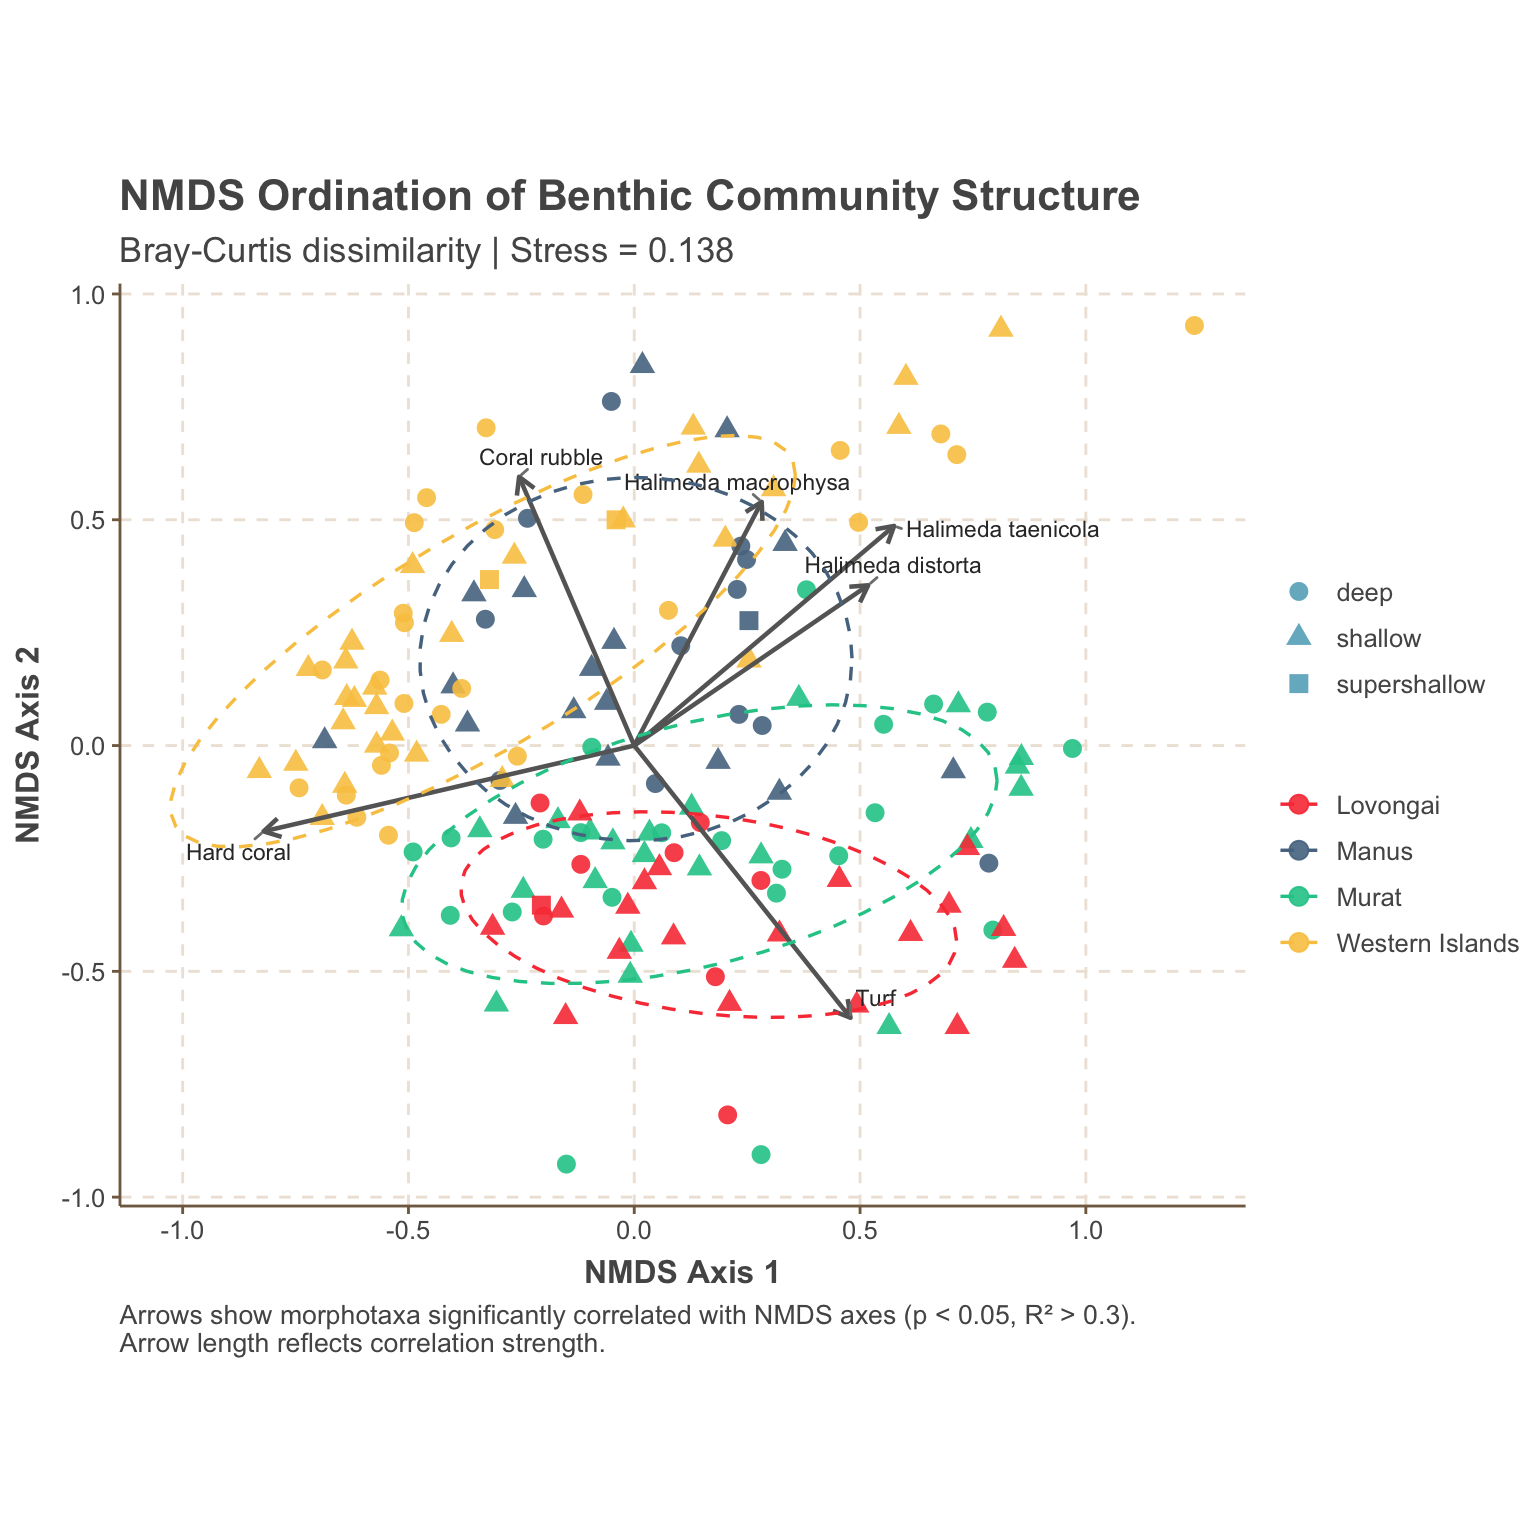 NMDS Ordination of Benthic Community Structure
Bray-Curtis dissimilarity | Stress = 0.138
1.0
0.5
0.0
-0.5
-1.0
NMDS Axis 2
Coral rubble
Halimeda macrophysa
Halimeda taenicola
Halimeda distorta
Hard coral
Turf
deep
shallow
supershallow
Lovongai
Manus
Murat
Western Islands
-1.0 -0.5 0.0 0.5 1.0
NMDS Axis 1
Arrows show morphotaxa significantly correlated with NMDS axes (p < 0.05, R² > 0.3).
Arrow length reflects correlation strength.